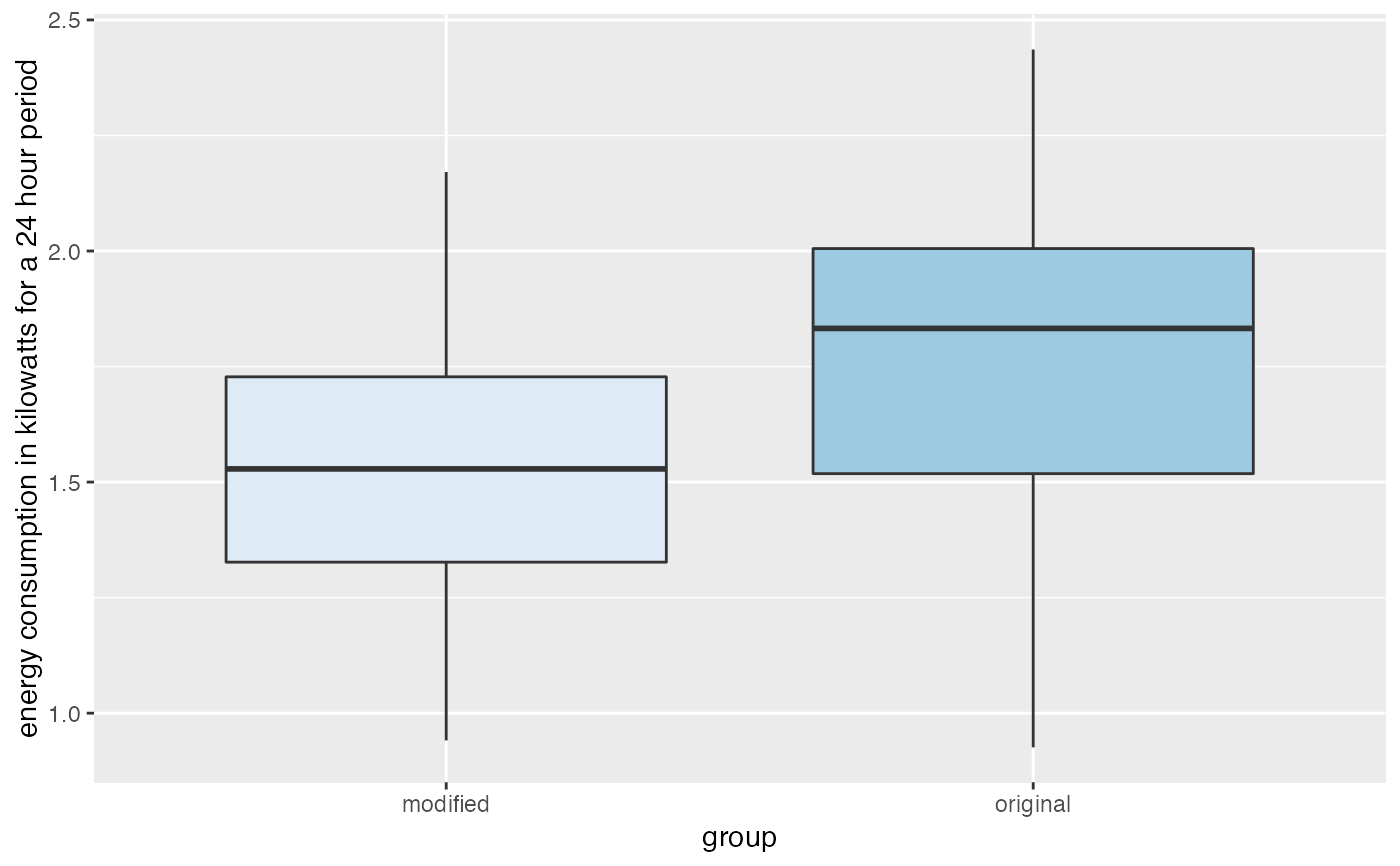 energy consumption in kilowatts for a 24 hour period
2.5
2.0
1.5
1.0
modified
original
group